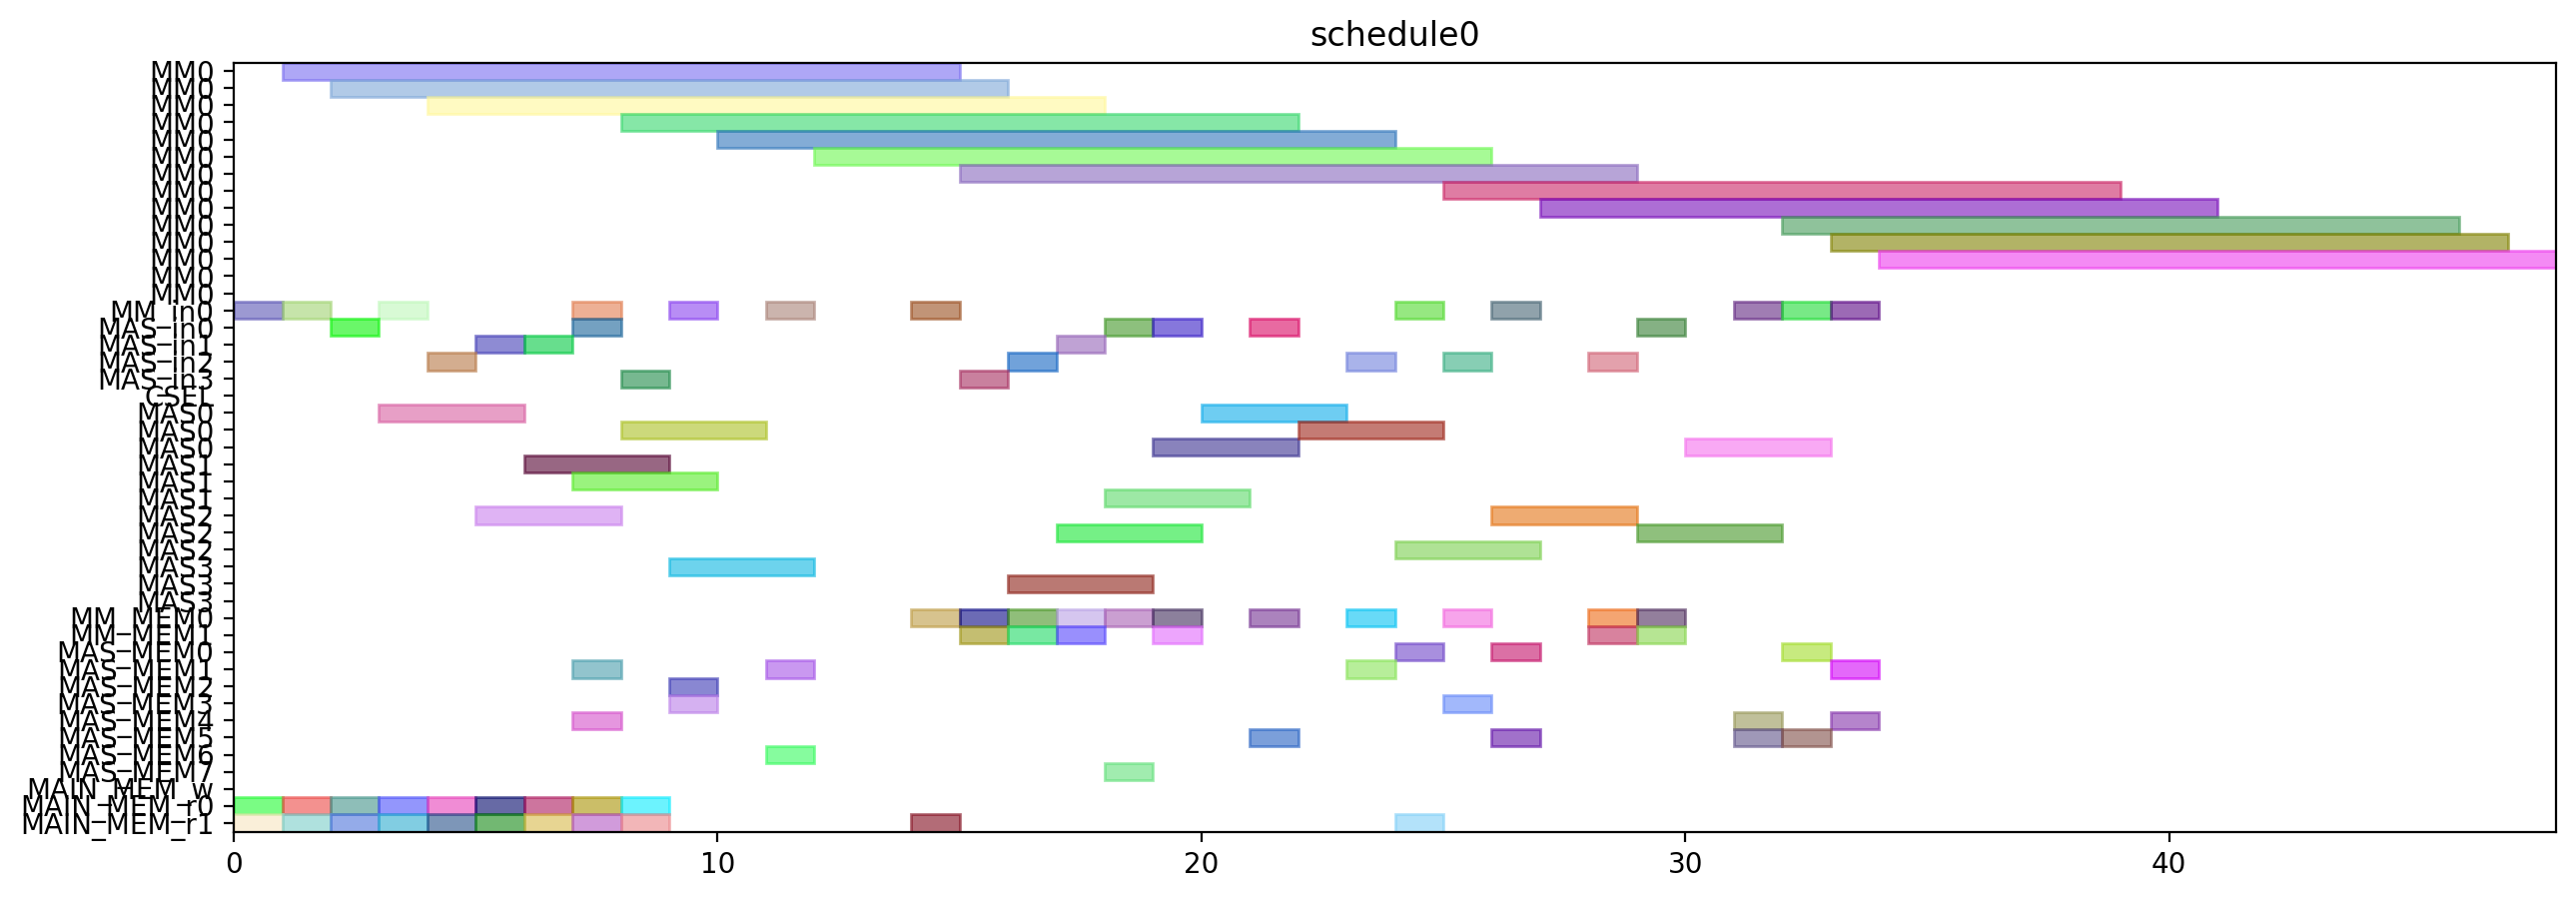 schedule0
MM0
MM0
MM0
MM0
MM0
MM0
MM0
MM0
MM0
MM0
MM0
MM0
MM0
MM0
MM_in0
MAS_in0
MAS_in1
MAS_in2
MAS_in3
CSEL
MAS0
MAS0
MAS0
MAS1
MAS1
MAS1
MAS2
MAS2
MAS2
MAS3
MAS3
MAS3
MM_MEM0
MM_MEM1
MAS_MEM0
MAS_MEM1
MAS_MEM2
MAS_MEM3
MAS_MEM4
MAS_MEM5
MAS_MEM6
MAS_MEM7
MAIN_MEM_w
MAIN_MEM_r0
MAIN_MEM_r1
0 10 20 30 40